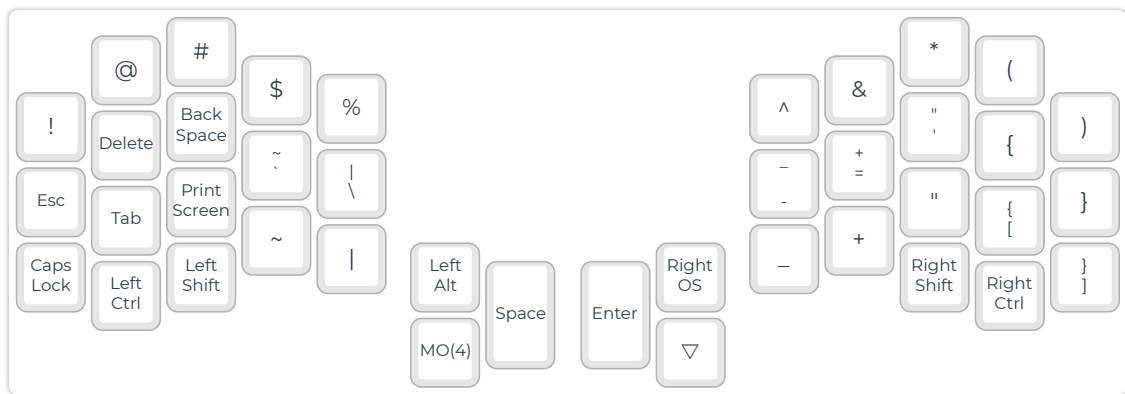 !
@
#
$
%
^
&
*
(
)
Esc
Delete
Back
Space
~
`
|
\
_
-
+
=
"
'
{
}
Caps
Lock
Tab
Print
Screen
~
|
_
+
"
{
[
}
]
Left
Ctrl
Left
Shift
Right
Shift
Right
Ctrl
Left
Alt
Space
Enter
Right
OS
MO(4)
▽